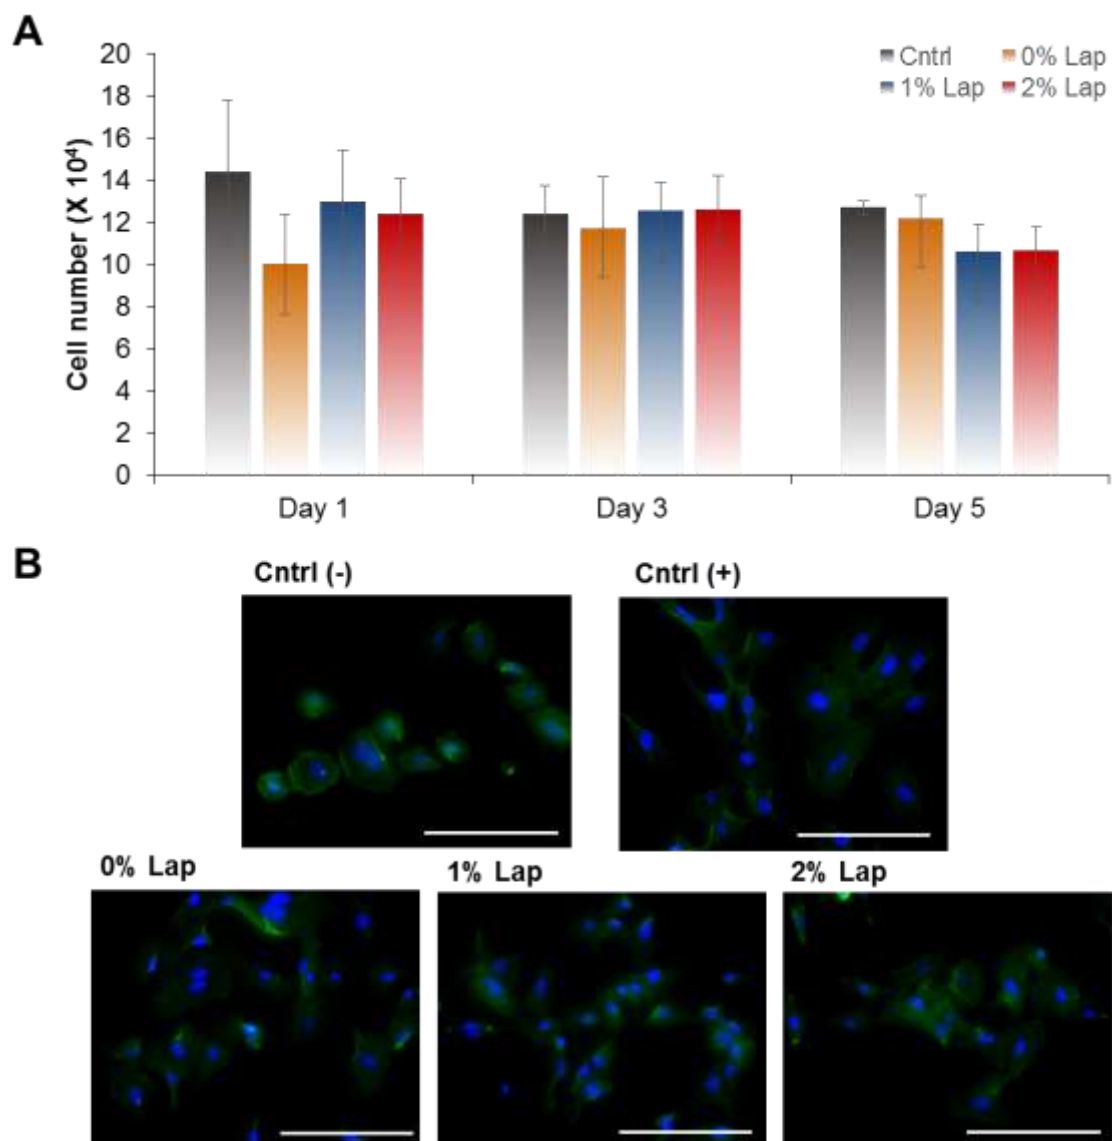 A
Cell number (X 10⁴)
20
18
16
14
12
10
8
6
4
2
0
Cntrl
0% Lap
1% Lap
2% Lap
Day 1
Day 3
Day 5
B
Cntrl (-)
Cntrl (+)
0% Lap
1% Lap
2% Lap